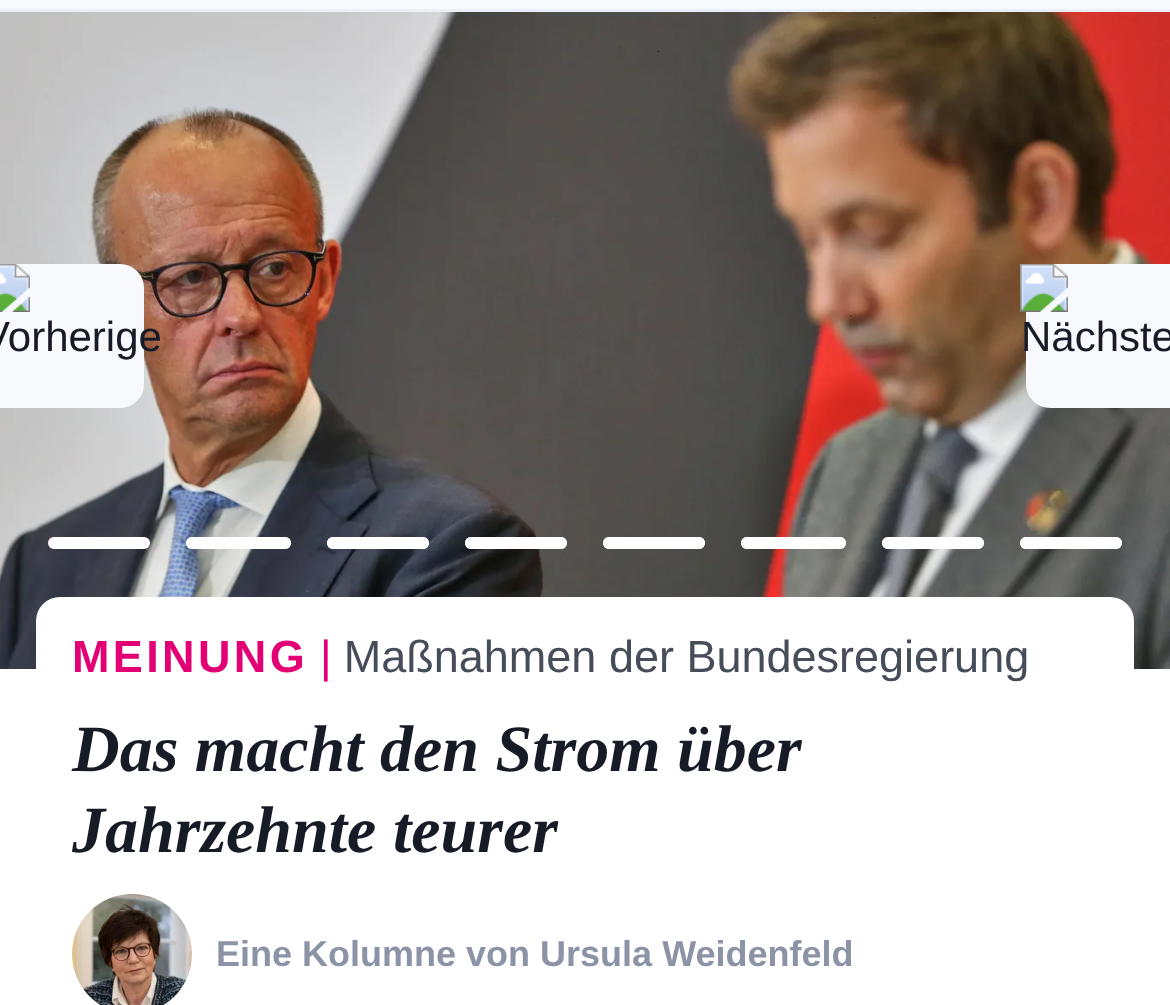 Vorherige
Nächste
MEINUNG | Maßnahmen der Bundesregierung
Das macht den Strom über
Jahrzehnte teurer
Eine Kolumne von Ursula Weidenfeld